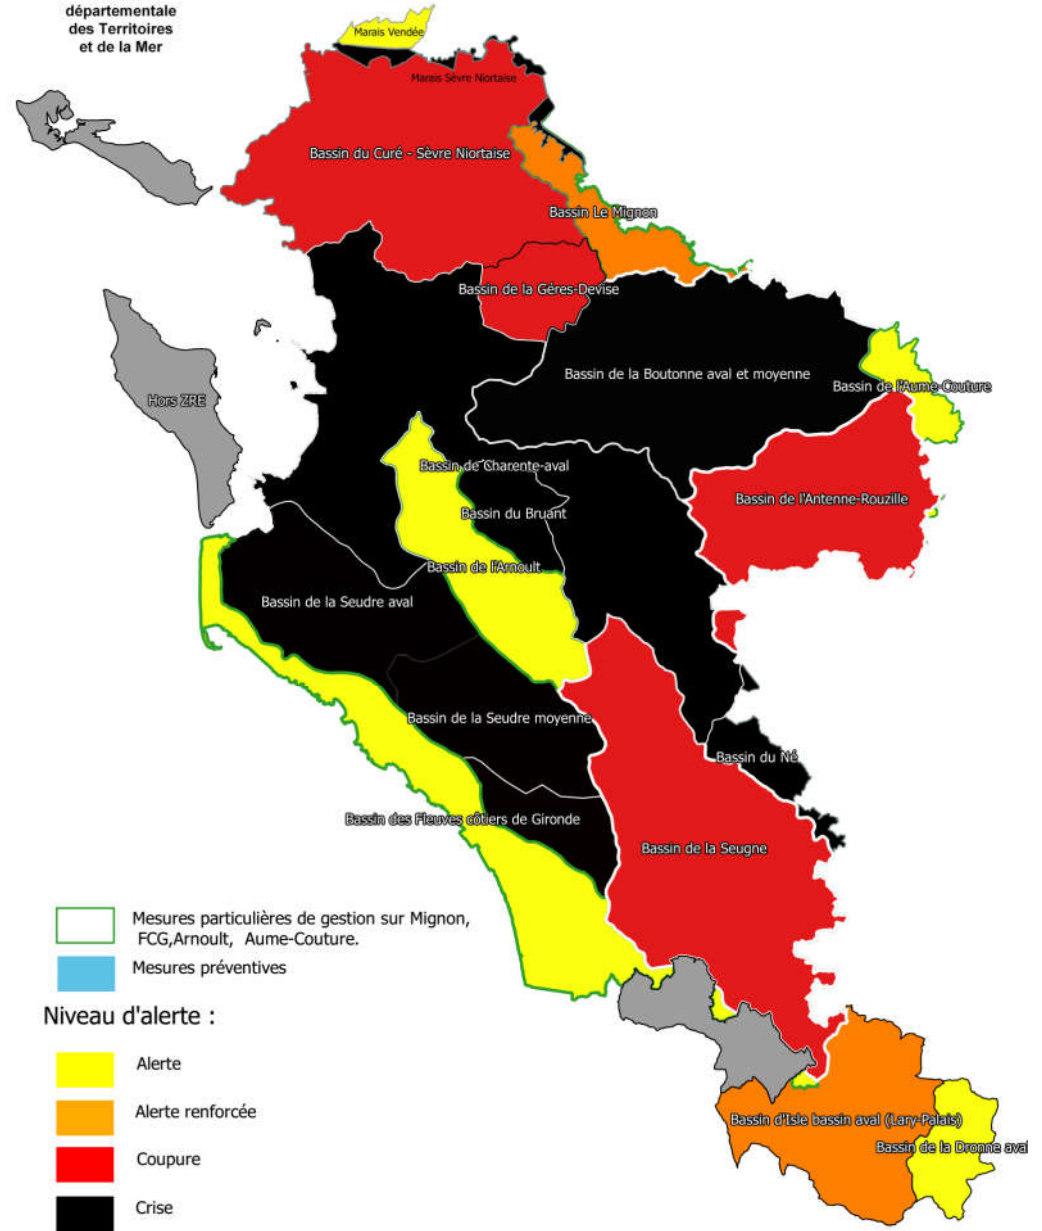 départementale
des Territoires
et de la Mer
Marais Vendée
Marais Sèvre Niortaise
Bassin du Curé - Sèvre Niortaise
Bassin Le Mignon
Bassin de la Gères-Devise
Bassin de la Boutonne aval et moyenne
Bassin de l'Aume-Couture
Hors ZRE
Bassin de Charente-aval
Bassin de l'Antenne-Rouzille
Bassin du Bruant
Bassin de l'Arnoult
Bassin de la Seudre aval
Bassin de la Seudre moyenne
Bassin du Né
Bassin des Fleuves côtiers de Gironde
Bassin de la Seugne
Mesures particulières de gestion sur Mignon,
FCG,Arnoult, Aume-Couture.
Mesures préventives
Niveau d'alerte :
Alerte
Alerte renforcée
Coupure
Crise
Bassin d'Isle bassin aval (Lary-Palais)
Bassin de la Dronne aval